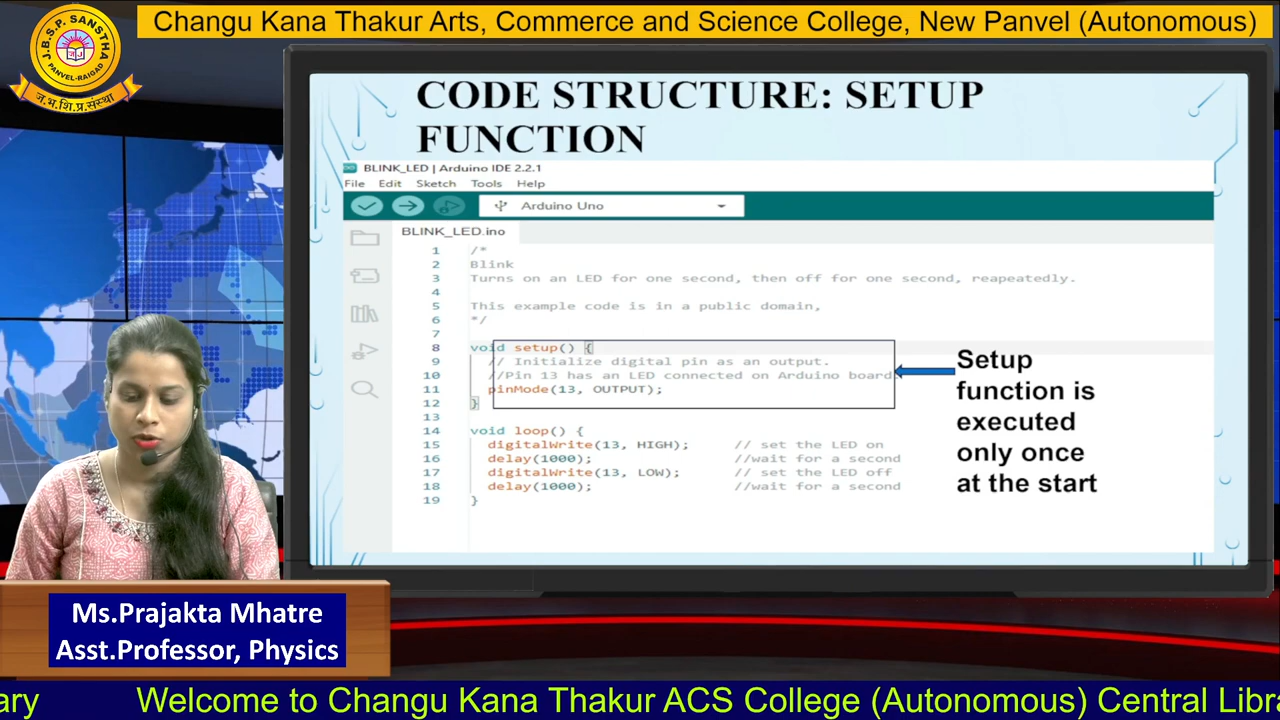 Changu Kana Thakur Arts, Commerce and Science College, New Panvel (Autonomous)
J.B.S.P. SANSTHA
PANVEL-RAIGAD
ज.भ.शि.प्र.संस्था
CODE STRUCTURE: SETUP
FUNCTION
BLINK_LED | Arduino IDE 2.2.1
File Edit Sketch Tools Help
Arduino Uno
BLINK_LED.ino
1 /*
2 Blink
3 Turns on an LED for one second, then off for one second, reapeatedly.
4
5 This example code is in a public domain,
6 */
7
8 void setup() {
9 // Initialize digital pin as an output.
10 //Pin 13 has an LED connected on Arduino board
11 pinMode(13, OUTPUT);
12 }
13
14 void loop() {
15 digitalWrite(13, HIGH); // set the LED on
16 delay(1000); //wait for a second
17 digitalWrite(13, LOW); // set the LED off
18 delay(1000); //wait for a second
19 }
Setup
function is
executed
only once
at the start
Ms.Prajakta Mhatre
Asst.Professor, Physics
ary Welcome to Changu Kana Thakur ACS College (Autonomous) Central Libra